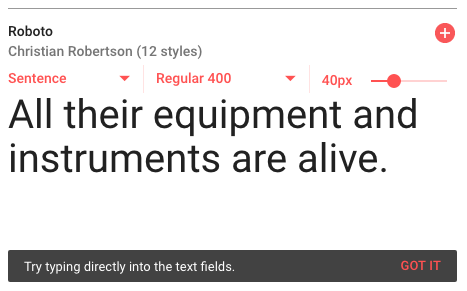 Roboto
Christian Robertson (12 styles)
Sentence Regular 400 40px
All their equipment and
instruments are alive.
Try typing directly into the text fields. GOT IT